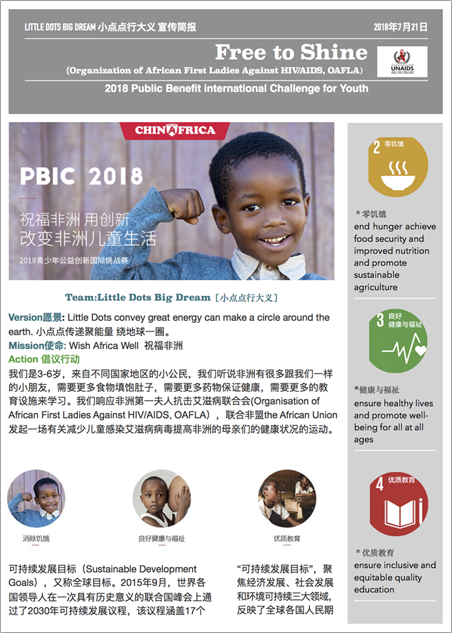 LITTLE DOTS BIG DREAM 小点点行大义 宣传简报
2018年7月21日
Free to Shine
(Organization of African First Ladies Against HIV/AIDS, OAFLA)
2018 Public Benefit international Challenge for Youth
UNAIDS
CHINAFRICA
PBIC 2018
祝福非洲 用创新
改变非洲儿童生活
2018青少年公益创新国际挑战赛
Team:Little Dots Big Dream [小点点行大义]
Version愿景: Little Dots convey great energy can make a circle around the
earth. 小点点传递聚能量 绕地球一圈。
Mission使命: Wish Africa Well 祝福非洲
Action 倡议行动
我们是3-6岁，来自不同国家地区的小公民，我们听说非洲有很多跟我们一样
的小朋友，需要更多食物填饱肚子，需要更多药物保证健康，需要更多的教
育设施来学习。我们响应非洲第一夫人抗击艾滋病联合会(Organisation of
African First Ladies Against HIV/AIDS, OAFLA），联合非盟the African Union
发起一场有关减少儿童感染艾滋病病毒提高非洲的母亲们的健康状况的运动。
消除饥饿
良好健康与福祉
优质教育
可持续发展目标（Sustainable Development
Goals），又称全球目标。2015年9月，世界各
国领导人在一次具有历史意义的联合国峰会上通
过了2030年可持续发展议程，该议程涵盖17个
“可持续发展目标”，聚
焦经济发展、社会发展
和环境可持续三大领域，
反映了全球各国人民期
2 零饥饿
*零饥饿
end hunger achieve
food security and
improved nutrition
and promote
sustainable
agriculture
3 良好
健康与福祉
*健康与福祉
ensure healthy lives
and promote well-
being for all at all
ages
4 优质教育
*优质教育
ensure inclusive and
equitable quality
education